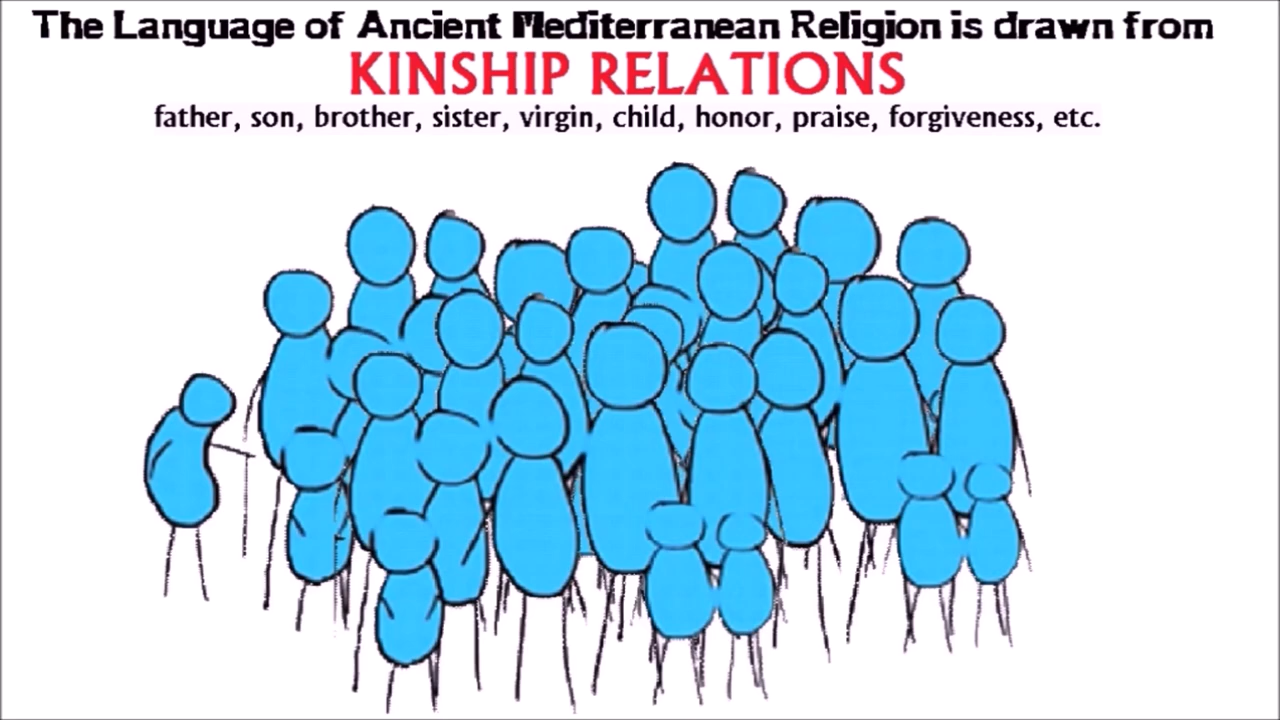 The Language of Ancient Mediterranean Religion is drawn from
KINSHIP RELATIONS
father, son, brother, sister, virgin, child, honor, praise, forgiveness, etc.